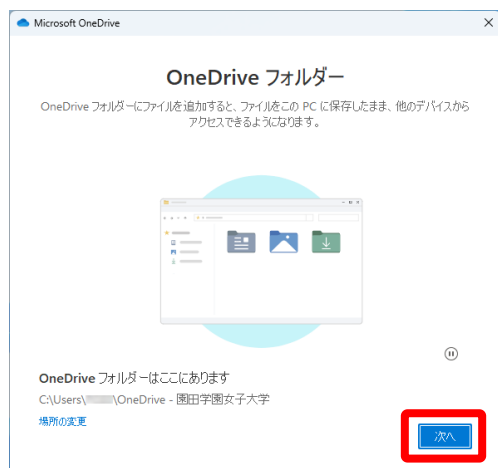 Microsoft OneDrive
OneDrive フォルダー
OneDrive フォルダーにファイルを追加すると、ファイルをこの PC に保存したまま、他のデバイスから
アクセスできるようになります。
OneDrive フォルダーはここにあります
C:\Users\ \OneDrive - 園田学園女子大学
場所の変更
次へ